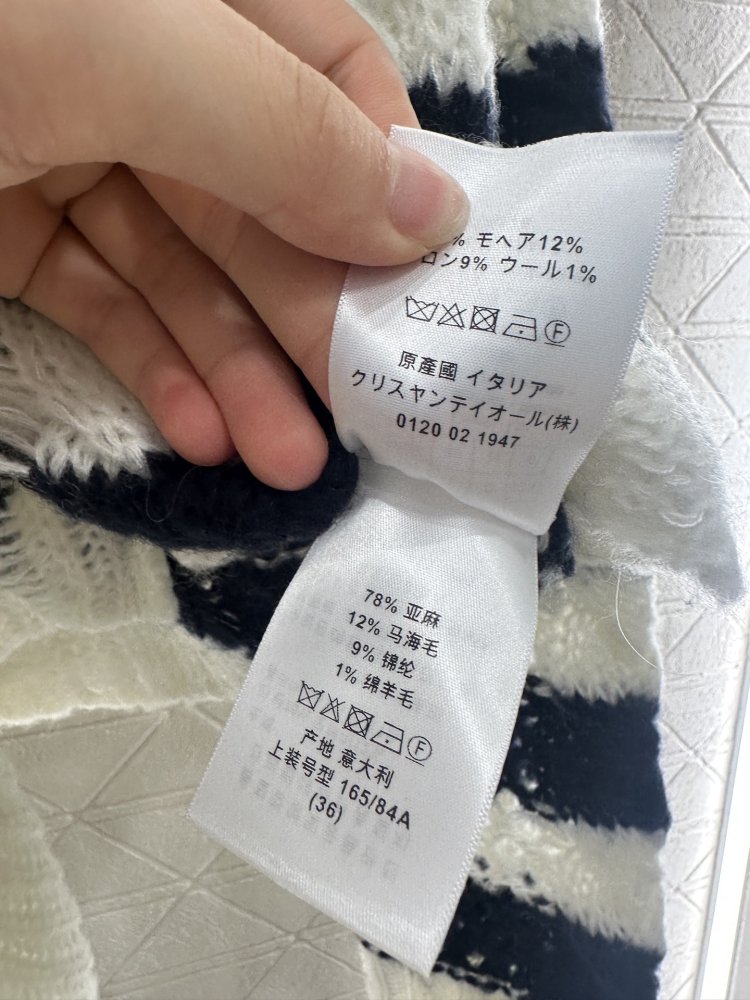 % モヘア12%
ロン9% ウール1%
F
原產國 イタリア
クリスヤンデイオール(株)
0120 02 1947
78% 亚麻
12% 马海毛
9% 锦纶
1% 绵羊毛
F
产地 意大利
上装号型 165/84A
(36)